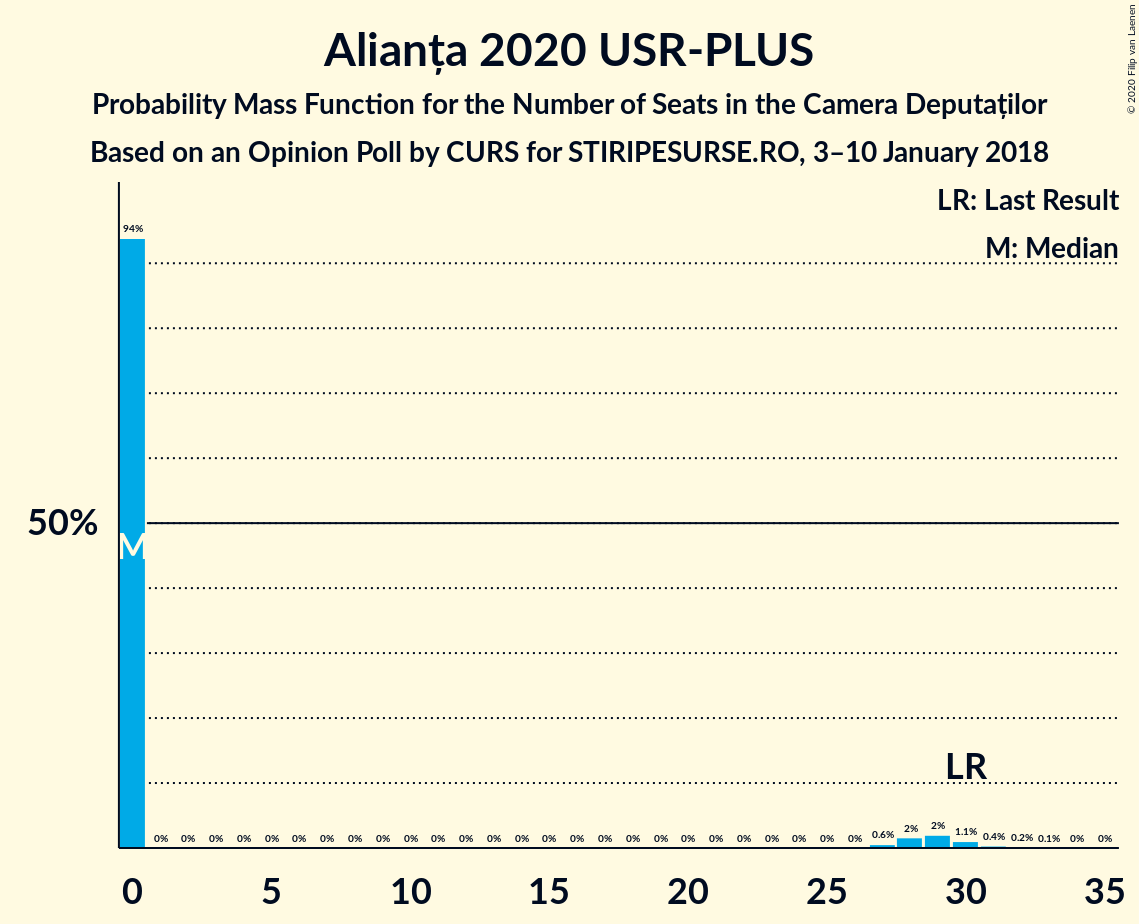 Alianța 2020 USR-PLUS
Probability Mass Function for the Number of Seats in the Camera Deputaților
Based on an Opinion Poll by CURS for STIRIPESURSE.RO, 3–10 January 2018
© 2020 Filip van Laenen
LR: Last Result
M: Median
94%
50%
M
LR
0% 0% 0% 0% 0% 0% 0% 0% 0% 0% 0% 0% 0% 0% 0% 0% 0% 0% 0% 0% 0% 0% 0% 0% 0% 0% 0.6% 2% 2% 1.1% 0.4% 0.2% 0.1% 0% 0%
0 5 10 15 20 25 30 35